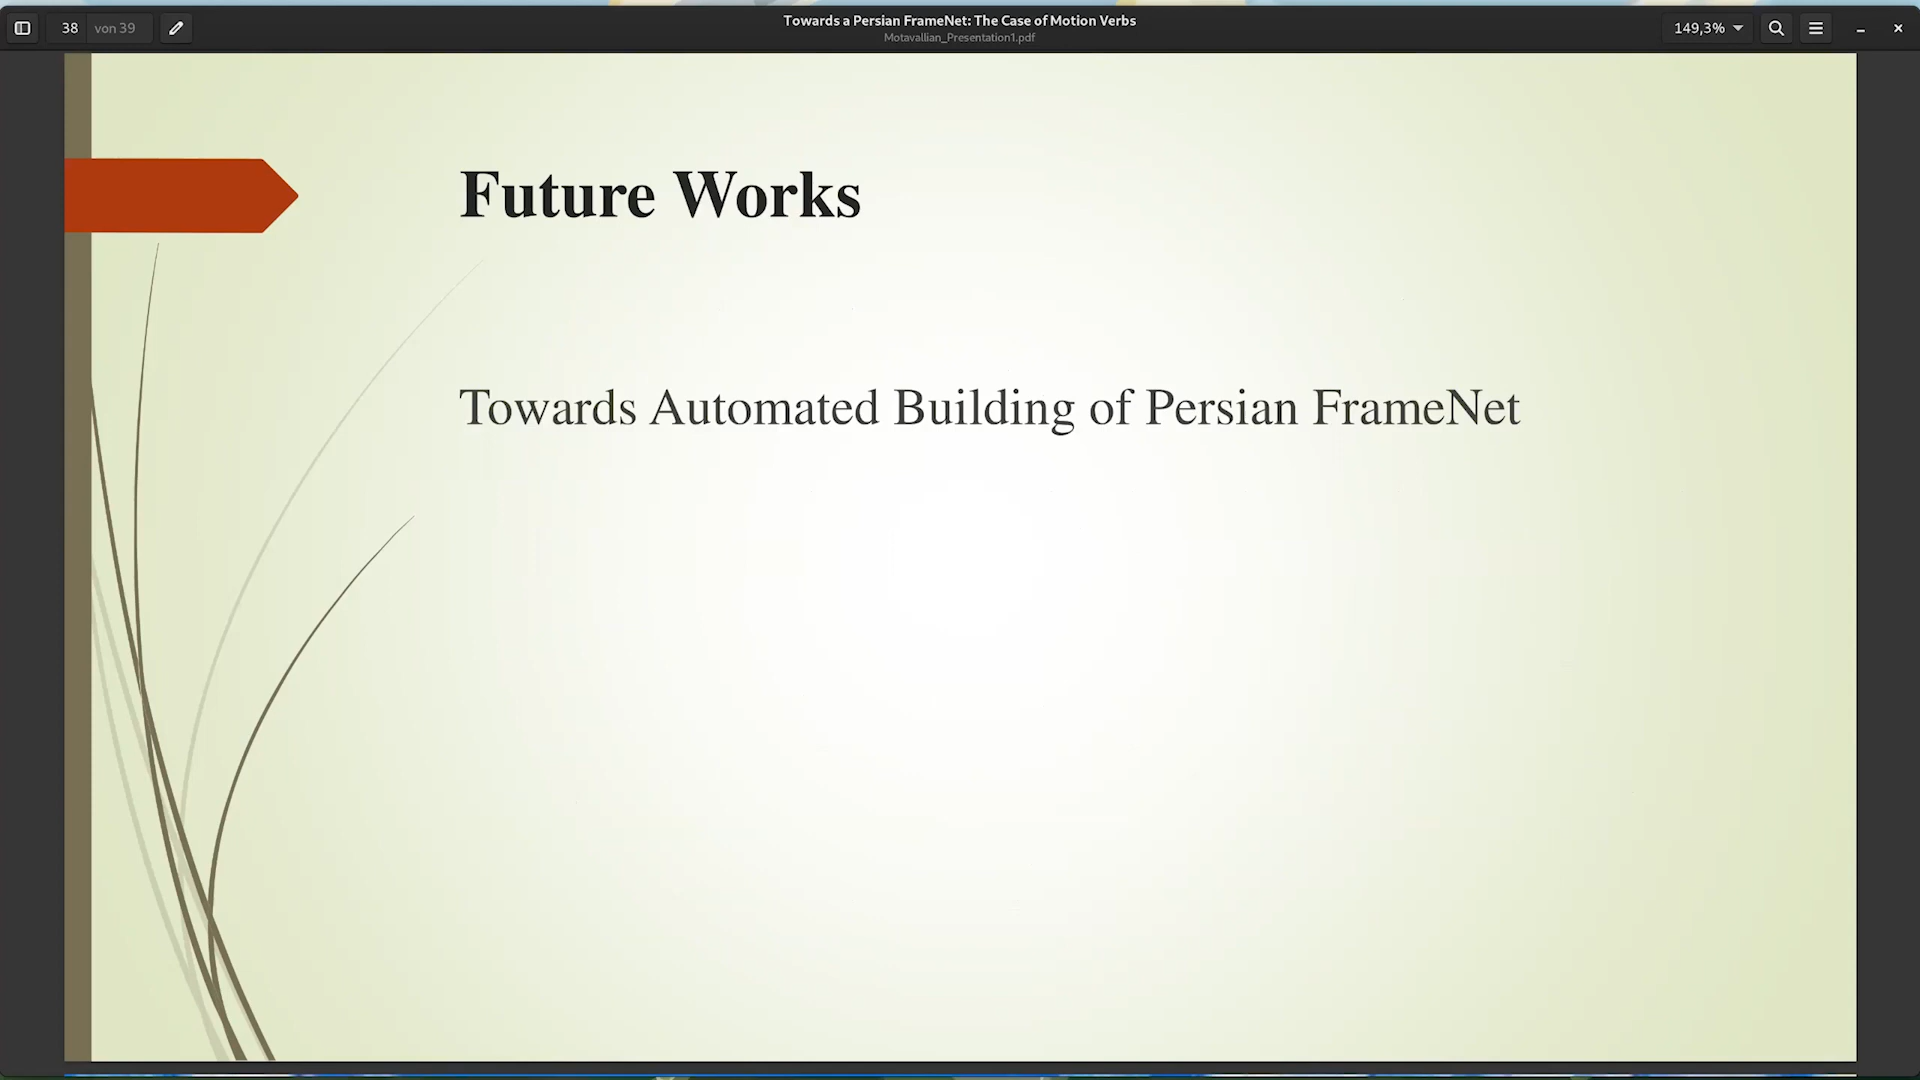 38 von 39
Towards a Persian FrameNet: The Case of Motion Verbs
Motavallian_Presentation1.pdf
149,3%
Future Works
Towards Automated Building of Persian FrameNet